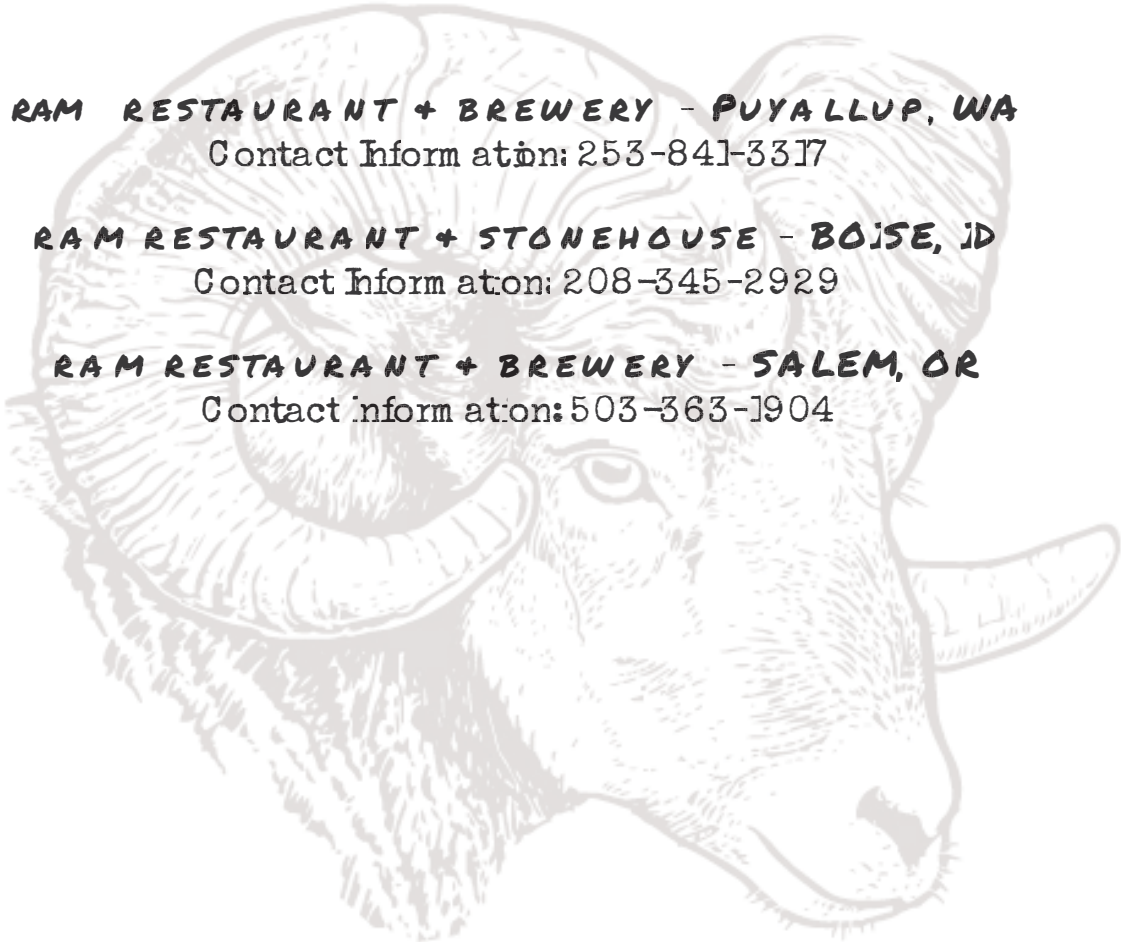 RAM RESTAURANT & BREWERY - PUYALLUP, WA
Contact Information: 253-841-3317
RAM RESTAURANT & STONEHOUSE - BOISE, ID
Contact Information: 208-345-2929
RAM RESTAURANT & BREWERY - SALEM, OR
Contact information: 503-363-1904